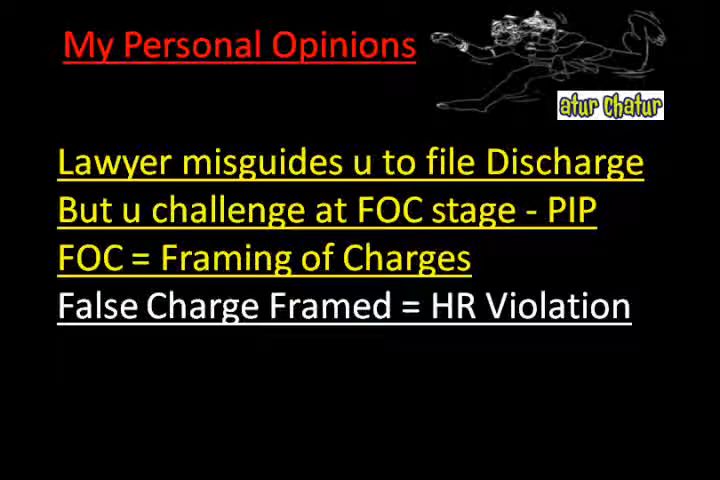 My Personal Opinions
atur chatur
Lawyer misguides u to file Discharge
But u challenge at FOC stage - PIP
FOC = Framing of Charges
False Charge Framed = HR Violation